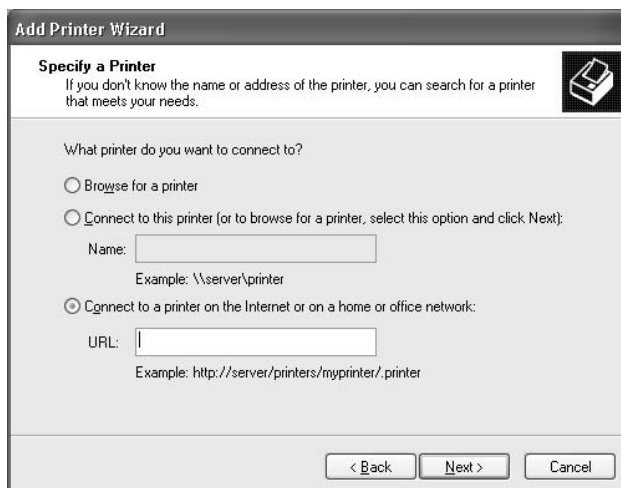 Add Printer Wizard
Specify a Printer
If you don't know the name or address of the printer, you can search for a printer
that meets your needs.
What printer do you want to connect to?
Browse for a printer
Connect to this printer (or to browse for a printer, select this option and click Next):
Name:
Example: \\server\printer
Connect to a printer on the Internet or on a home or office network:
URL:
Example: http://server/printers/myprinter/.printer
< Back Next > Cancel